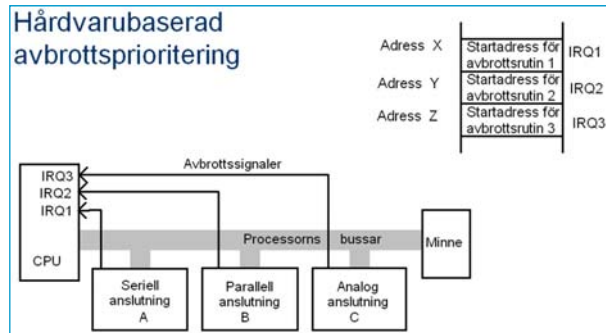 Hårdvarubaserad
avbrottsprioritering
Adress X
Startadress för
avbrottsrutin 1
IRQ1
Adress Y
Startadress för
avbrottsrutin 2
IRQ2
Adress Z
Startadress för
avbrottsrutin 3
IRQ3
Avbrottssignaler
IRQ3
IRQ2
IRQ1
CPU
Processorns bussar
Minne
Seriell
anslutning
A
Parallell
anslutning
B
Analog
anslutning
C